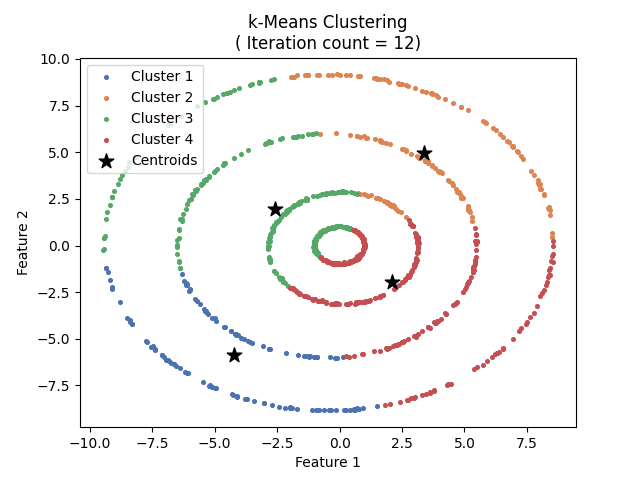 k-Means Clustering
( Iteration count = 12)
Cluster 1
Cluster 2
Cluster 3
Cluster 4
Centroids
10.0
7.5
5.0
2.5
0.0
−2.5
−5.0
−7.5
Feature 2
−10.0 −7.5 −5.0 −2.5 0.0 2.5 5.0 7.5
Feature 1